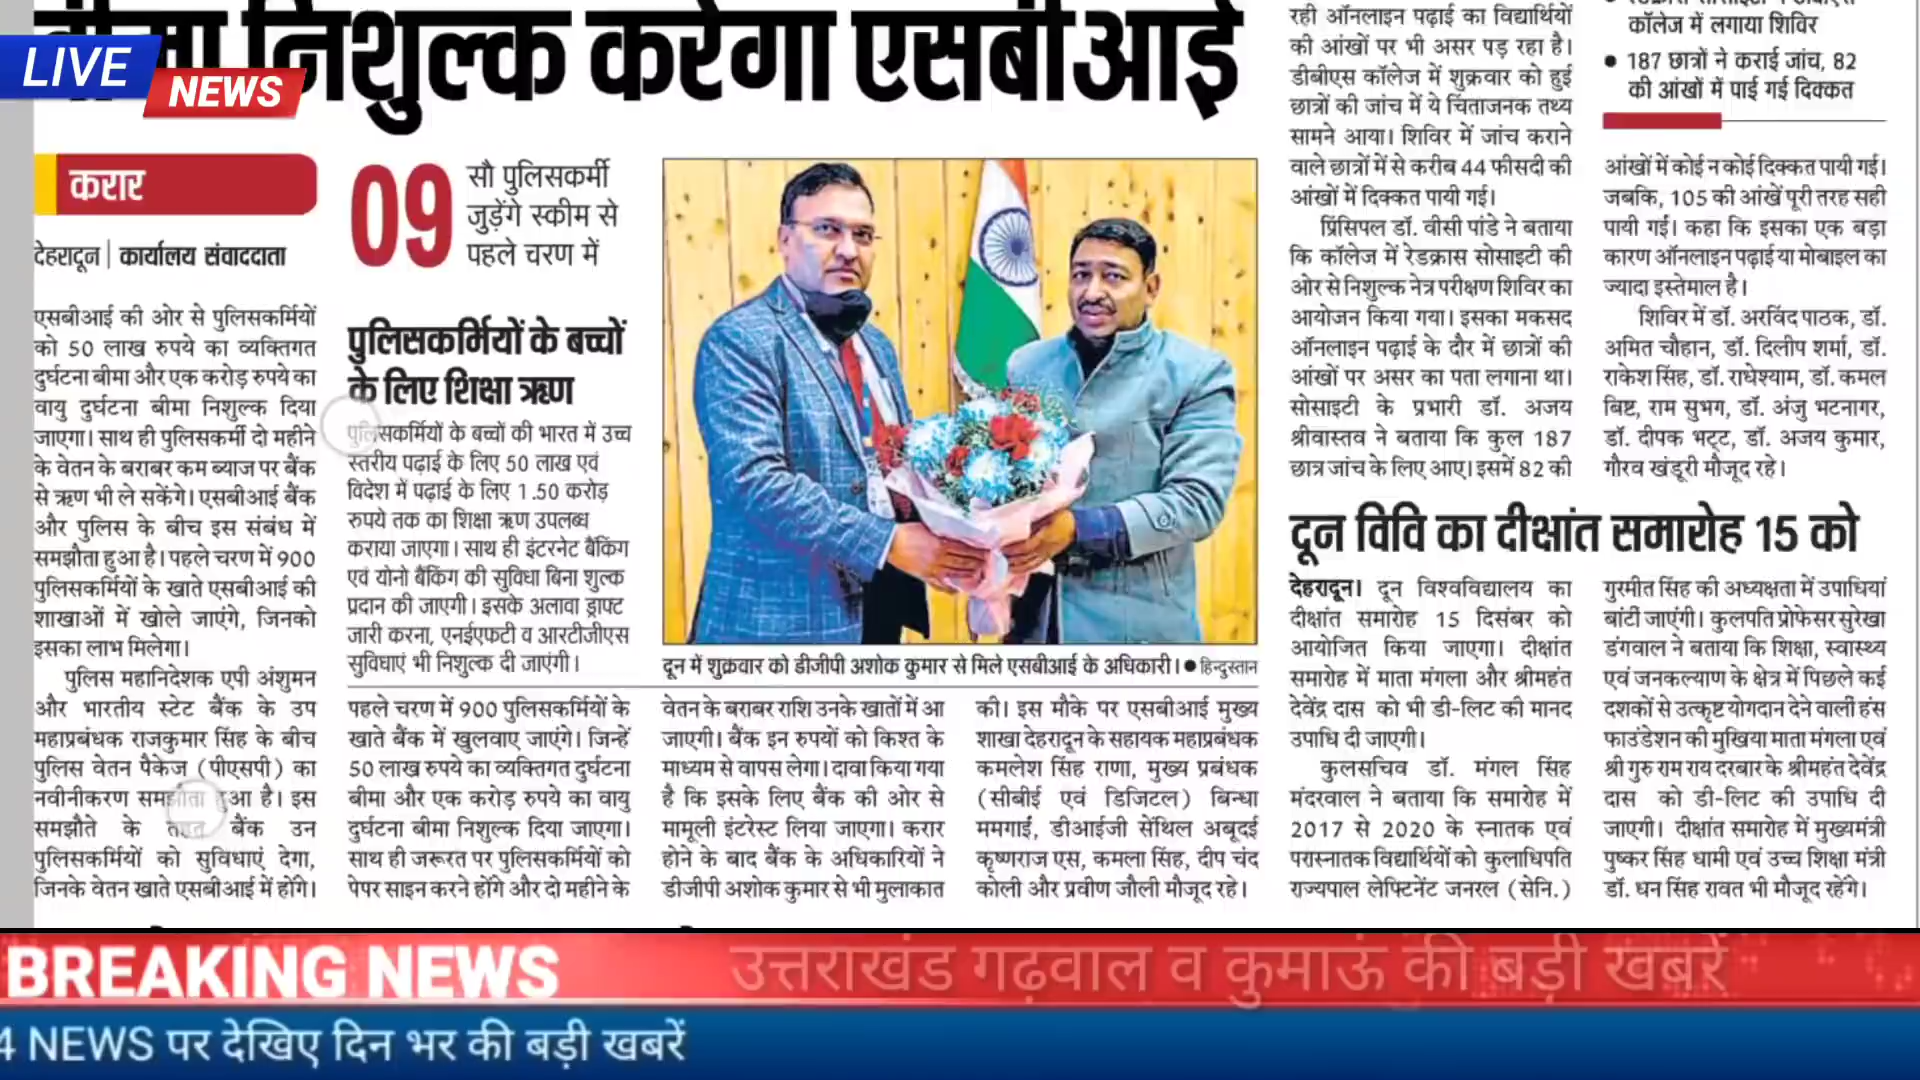 बीमा निशुल्क करेगा एसबीआई
LIVE
NEWS
करार
देहरादून | कार्यालय संवाददाता
एसबीआई की ओर से पुलिसकर्मियों
को 50 लाख रुपये का व्यक्तिगत
दुर्घटना बीमा और एक करोड़ रुपये का
वायु दुर्घटना बीमा निशुल्क दिया
जाएगा। साथ ही पुलिसकर्मी दो महीने
के वेतन के बराबर कम ब्याज पर बैंक
से ऋण भी ले सकेंगे। एसबीआई बैंक
और पुलिस के बीच इस संबंध में
समझौता हुआ है। पहले चरण में 900
पुलिसकर्मियों के खाते एसबीआई की
शाखाओं में खोले जाएंगे, जिनको
इसका लाभ मिलेगा।
पुलिस महानिदेशक एपी अंशुमन
और भारतीय स्टेट बैंक के उप
महाप्रबंधक राजकुमार सिंह के बीच
पुलिस वेतन पैकेज (पीएसपी) का
नवीनीकरण समझौता हुआ है। इस
समझौते के तहत बैंक उन
पुलिसकर्मियों को सुविधाएं देगा,
जिनके वेतन खाते एसबीआई में होंगे।
09
सौ पुलिसकर्मी
जुड़ेंगे स्कीम से
पहले चरण में
पुलिसकर्मियों के बच्चों
के लिए शिक्षा ऋण
पुलिसकर्मियों के बच्चों की भारत में उच्च
स्तरीय पढ़ाई के लिए 50 लाख एवं
विदेश में पढ़ाई के लिए 1.50 करोड़
रुपये तक का शिक्षा ऋण उपलब्ध
कराया जाएगा। साथ ही इंटरनेट बैंकिंग
एवं योनो बैंकिंग की सुविधा बिना शुल्क
प्रदान की जाएगी। इसके अलावा ड्राफ्ट
जारी करना, एनईएफटी व आरटीजीएस
सुविधाएं भी निशुल्क दी जाएंगी।
पहले चरण में 900 पुलिसकर्मियों के
खाते बैंक में खुलवाए जाएंगे। जिन्हें
50 लाख रुपये का व्यक्तिगत दुर्घटना
बीमा और एक करोड़ रुपये का वायु
दुर्घटना बीमा निशुल्क दिया जाएगा।
साथ ही जरूरत पर पुलिसकर्मियों को
पेपर साइन करने होंगे और दो महीने के
दून में शुक्रवार को डीजीपी अशोक कुमार से मिले एसबीआई के अधिकारी। ● हिन्दुस्तान
वेतन के बराबर राशि उनके खातों में आ
जाएगी। बैंक इन रुपयों को किश्त के
माध्यम से वापस लेगा। दावा किया गया
है कि इसके लिए बैंक की ओर से
मामूली इंटरेस्ट लिया जाएगा। करार
होने के बाद बैंक के अधिकारियों ने
डीजीपी अशोक कुमार से भी मुलाकात
की। इस मौके पर एसबीआई मुख्य
शाखा देहरादून के सहायक महाप्रबंधक
कमलेश सिंह राणा, मुख्य प्रबंधक
(सीबीई एवं डिजिटल) बिन्धा
ममगाईं, डीआईजी सेंथिल अबूदई
कृष्णराज एस, कमला सिंह, दीप चंद
कोली और प्रवीण जौली मौजूद रहे।
रही ऑनलाइन पढ़ाई का विद्यार्थियों
की आंखों पर भी असर पड़ रहा है।
डीबीएस कॉलेज में शुक्रवार को हुई
छात्रों की जांच में ये चिंताजनक तथ्य
सामने आया। शिविर में जांच कराने
वाले छात्रों में से करीब 44 फीसदी की
आंखों में दिक्कत पायी गई।
प्रिंसिपल डॉ. वीसी पांडे ने बताया
कि कॉलेज में रेडक्रास सोसाइटी की
ओर से निशुल्क नेत्र परीक्षण शिविर का
आयोजन किया गया। इसका मकसद
ऑनलाइन पढ़ाई के दौर में छात्रों की
आंखों पर असर का पता लगाना था।
सोसाइटी के प्रभारी डॉ. अजय
श्रीवास्तव ने बताया कि कुल 187
छात्र जांच के लिए आए। इसमें 82 की
कॉलेज में लगाया शिविर
● 187 छात्रों ने कराई जांच, 82
की आंखों में पाई गई दिक्कत
आंखों में कोई न कोई दिक्कत पायी गई।
जबकि, 105 की आंखें पूरी तरह सही
पायी गईं। कहा कि इसका एक बड़ा
कारण ऑनलाइन पढ़ाई या मोबाइल का
ज्यादा इस्तेमाल है।
शिविर में डॉ. अरविंद पाठक, डॉ.
अमित चौहान, डॉ. दिलीप शर्मा, डॉ.
राकेश सिंह, डॉ. राधेश्याम, डॉ. कमल
बिष्ट, राम सुभग, डॉ. अंजु भटनागर,
डॉ. दीपक भट्ट, डॉ. अजय कुमार,
गौरव खंडूरी मौजूद रहे।
दून विवि का दीक्षांत समारोह 15 को
देहरादून। दून विश्वविद्यालय का
दीक्षांत समारोह 15 दिसंबर को
आयोजित किया जाएगा। दीक्षांत
समारोह में माता मंगला और श्रीमहंत
देवेंद्र दास को भी डी-लिट की मानद
उपाधि दी जाएगी।
कुलसचिव डॉ. मंगल सिंह
मंदरवाल ने बताया कि समारोह में
2017 से 2020 के स्नातक एवं
परास्नातक विद्यार्थियों को कुलाधिपति
राज्यपाल लेफ्टिनेंट जनरल (सेनि.)
गुरमीत सिंह की अध्यक्षता में उपाधियां
बांटी जाएंगी। कुलपति प्रोफेसर सुरेखा
डंगवाल ने बताया कि शिक्षा, स्वास्थ्य
एवं जनकल्याण के क्षेत्र में पिछले कई
दशकों से उत्कृष्ट योगदान देने वाली हंस
फाउंडेशन की मुखिया माता मंगला एवं
श्री गुरु राम राय दरबार के श्रीमहंत देवेंद्र
दास को डी-लिट की उपाधि दी
जाएगी। दीक्षांत समारोह में मुख्यमंत्री
पुष्कर सिंह धामी एवं उच्च शिक्षा मंत्री
डॉ. धन सिंह रावत भी मौजूद रहेंगे।
BREAKING NEWS
उत्तराखंड गढ़वाल व कुमाऊं की बड़ी खबरें
4 NEWS पर देखिए दिन भर की बड़ी खबरें